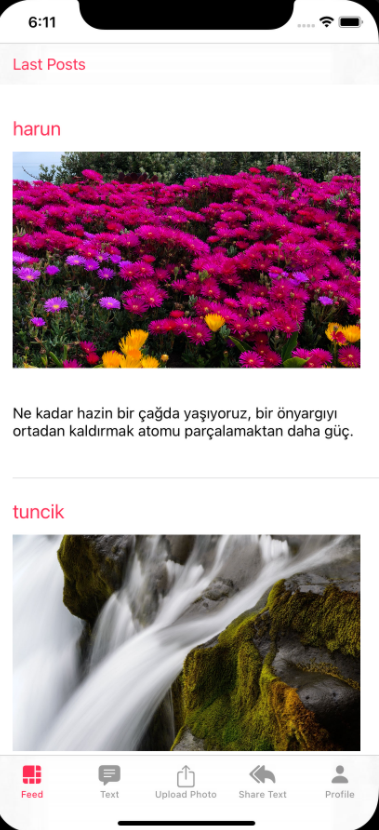 6:11
Last Posts
harun
Ne kadar hazin bir çağda yaşıyoruz, bir önyargıyı
ortadan kaldırmak atomu parçalamaktan daha güç.
tuncik
Feed
Text
Upload Photo
Share Text
Profile